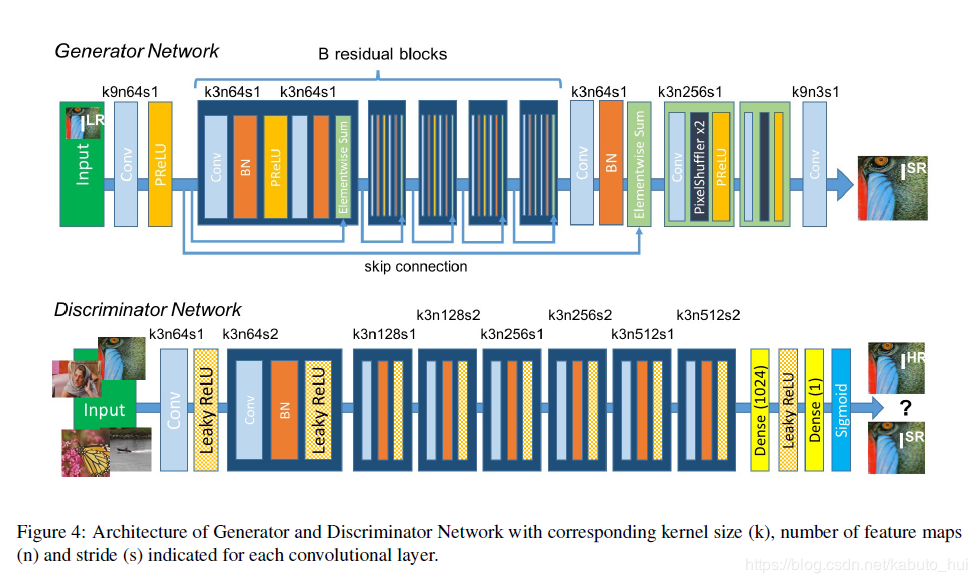 Generator Network
B residual blocks
k9n64s1
k3n64s1
k3n64s1
k3n64s1
k3n256s1
k9n3s1
Input
I^LR
Conv
PReLU
Conv
BN
PReLU
Elementwise Sum
Conv
BN
Elementwise Sum
Conv
PixelShuffler x2
PReLU
Conv
I^SR
skip connection
Discriminator Network
k3n64s1
k3n64s2
k3n128s1
k3n128s2
k3n256s1
k3n256s2
k3n512s1
k3n512s2
Input
Conv
Leaky ReLU
Conv
BN
Leaky ReLU
Dense (1024)
Leaky ReLU
Dense (1)
Sigmoid
I^HR
?
I^SR
Figure 4: Architecture of Generator and Discriminator Network with corresponding kernel size (k), number of feature maps
(n) and stride (s) indicated for each convolutional layer.
https://blog.csdn.net/kabuto_hui